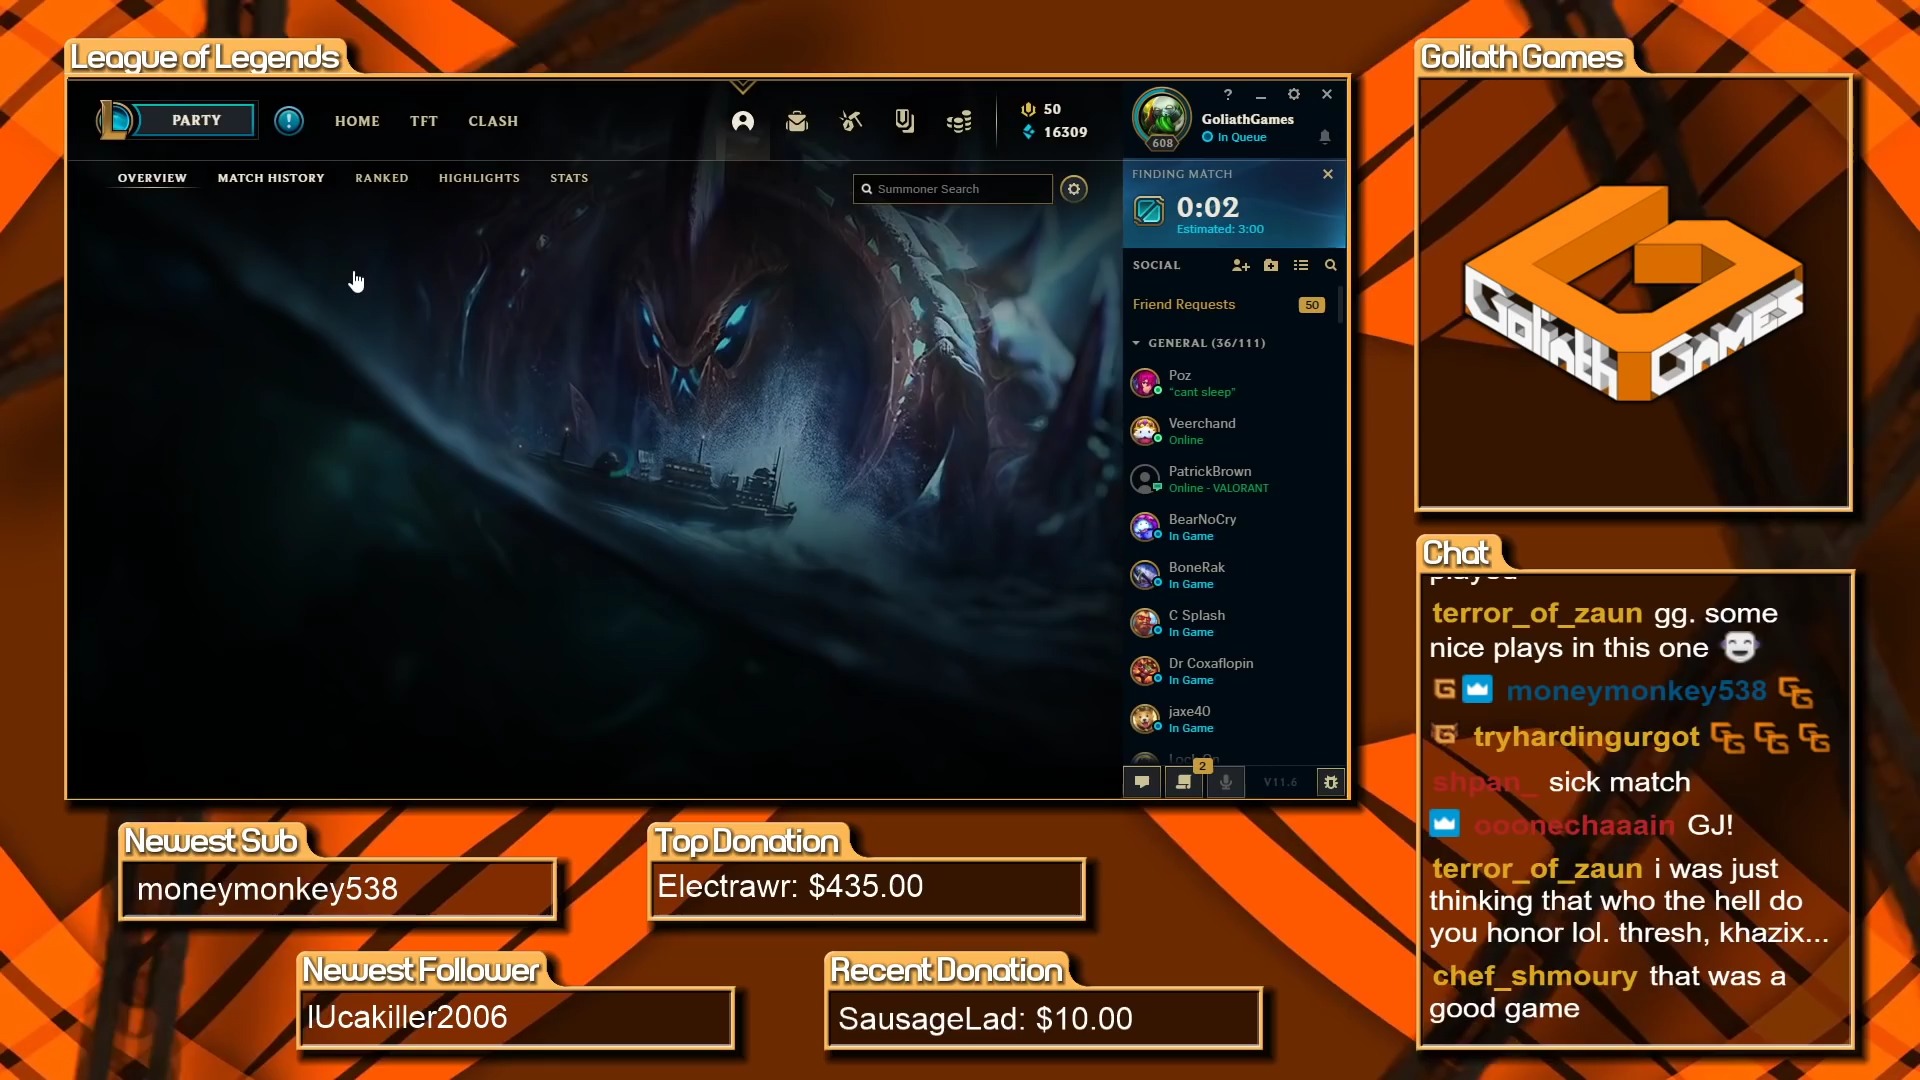 League of Legends
PARTY
HOME
TFT
CLASH
50
16309
608
GoliathGames
In Queue
OVERVIEW
MATCH HISTORY
RANKED
HIGHLIGHTS
STATS
Summoner Search
FINDING MATCH
0:02
Estimated: 3:00
SOCIAL
Friend Requests
50
GENERAL (36/111)
Poz
"cant sleep"
Veerchand
Online
PatrickBrown
Online - VALORANT
BearNoCry
In Game
BoneRak
In Game
C Splash
In Game
Dr Coxaflopin
In Game
jaxe40
In Game
2
V11.6
Goliath Games
Goliath GAMES
Chat
played
terror_of_zaun gg. some
nice plays in this one
moneymonkey538
tryhardingurgot
shpan_ sick match
ooonechaaain GJ!
terror_of_zaun i was just
thinking that who the hell do
you honor lol. thresh, khazix...
chef_shmoury that was a
good game
Newest Sub
moneymonkey538
Top Donation
Electrawr: $435.00
Newest Follower
IUcakiller2006
Recent Donation
SausageLad: $10.00